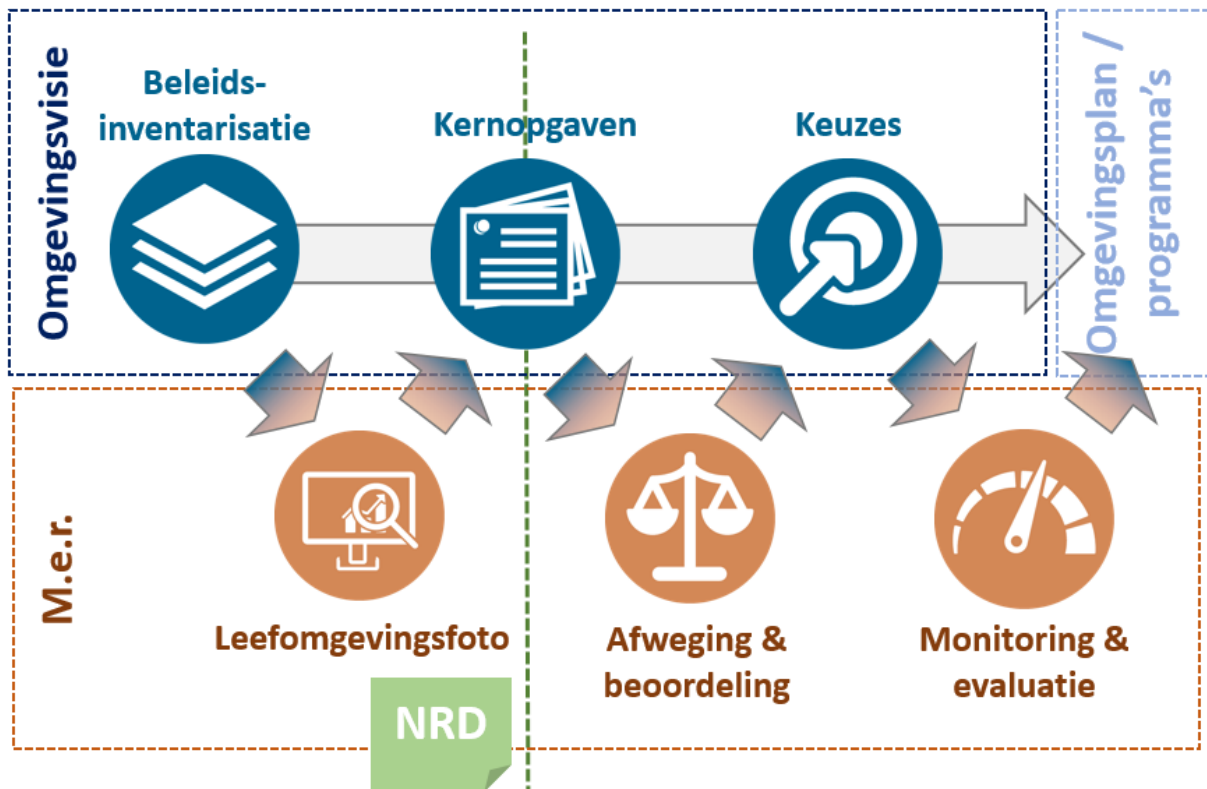 Omgevingsvisie
Beleids-
inventarisatie
Kernopgaven
Keuzes
Omgevingsplan /
programma's
M.e.r.
Leefomgevingsfoto
Afweging &
beoordeling
Monitoring &
evaluatie
NRD